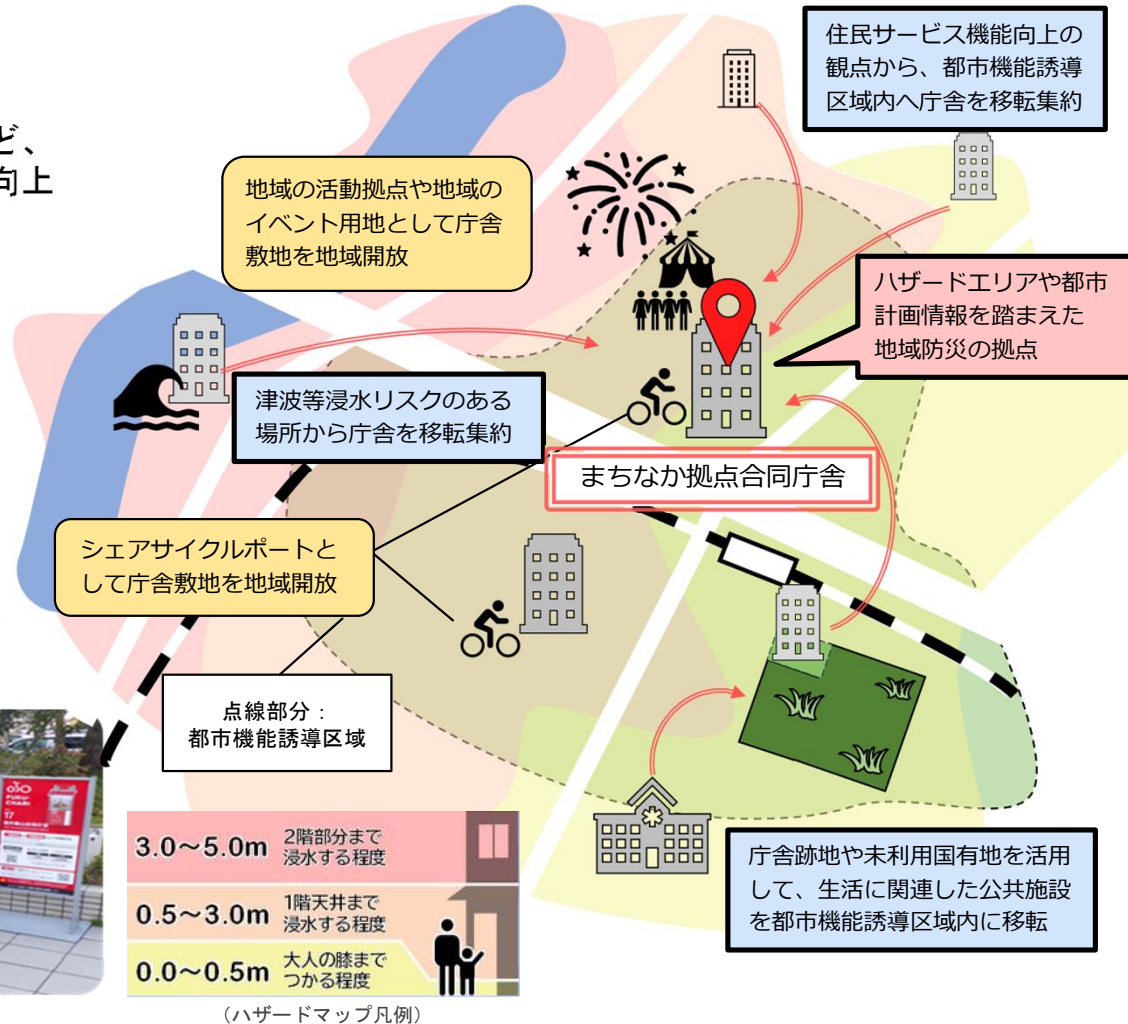 住民サービス機能向上の
観点から、都市機能誘導
区域内へ庁舎を移転集約
ど、
向上
地域の活動拠点や地域の
イベント用地として庁舎
敷地を地域開放
ハザードエリアや都市
計画情報を踏まえた
地域防災の拠点
津波等浸水リスクのある
場所から庁舎を移転集約
まちなか拠点合同庁舎
シェアサイクルポートと
して庁舎敷地を地域開放
点線部分：
都市機能誘導区域
FUKU-
CHARI
17
3.0～5.0m 2階部分まで
浸水する程度
0.5～3.0m 1階天井まで
浸水する程度
0.0～0.5m 大人の膝まで
つかる程度
（ハザードマップ凡例）
庁舎跡地や未利用国有地を活用
して、生活に関連した公共施設
を都市機能誘導区域内に移転